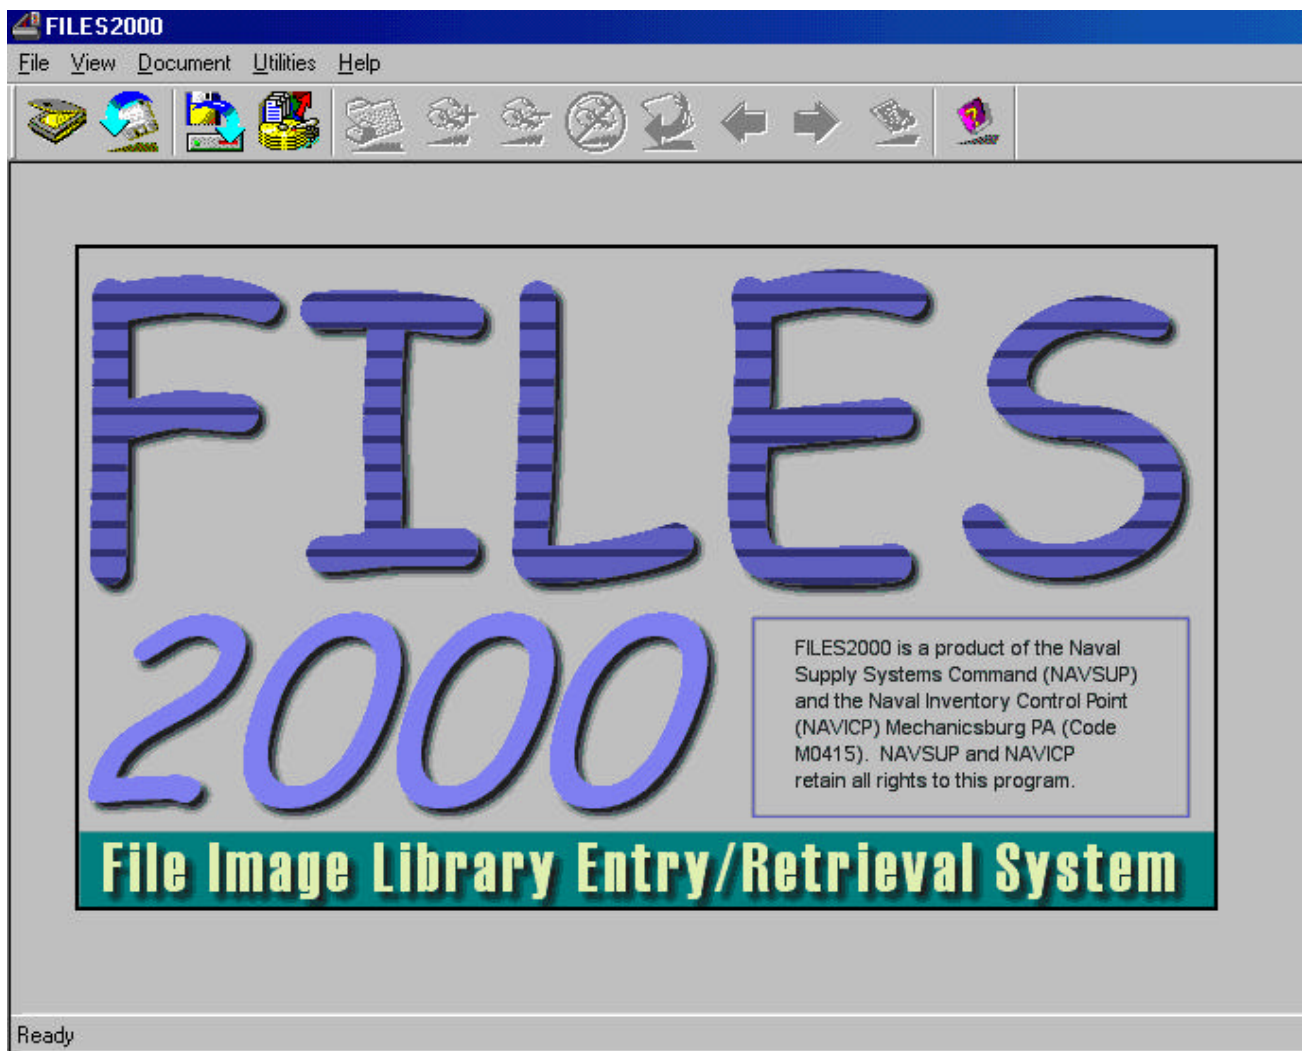 FILES2000
File View Document Utilities Help
FILES
2000
FILES2000 is a product of the Naval
Supply Systems Command (NAVSUP)
and the Naval Inventory Control Point
(NAVICP) Mechanicsburg PA (Code
M0415). NAVSUP and NAVICP
retain all rights to this program.
File Image Library Entry/Retrieval System
Ready